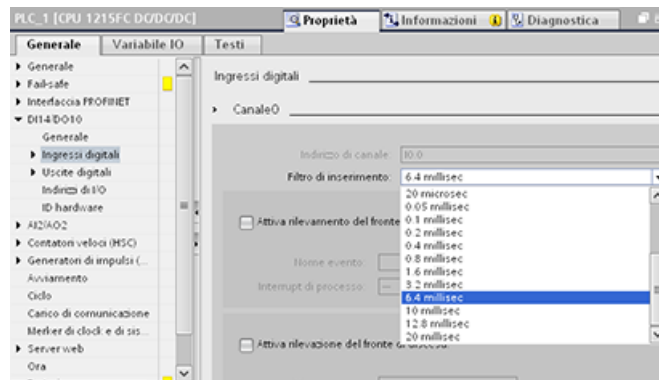 PLC_1 [CPU 1215FC DC/DC/DC]
Proprietà
Informazioni
Diagnostica
Generale
Variabile IO
Testi
Generale
Fail-safe
Interfaccia PROFINET
DI14/DO10
Generale
Ingressi digitali
Uscite digitali
Indirizzi di I/O
ID hardware
AI2/AO2
Contatori veloci (HSC)
Generatori di impulsi (...
Avviamento
Ciclo
Carico di comunicazione
Merker di clock e di sis...
Server web
Ora
Ingressi digitali
Canale0
Indirizzo di canale: I0.0
Filtro di inserimento: 6.4 millisec
20 microsec
0.05 millisec
0.1 millisec
0.2 millisec
0.4 millisec
0.8 millisec
1.6 millisec
3.2 millisec
6.4 millisec
10 millisec
12.8 millisec
20 millisec
Attiva rilevamento del fronte
Nome evento:
Interrupt di processo:
Attiva rilevazione del fronte di discesa: